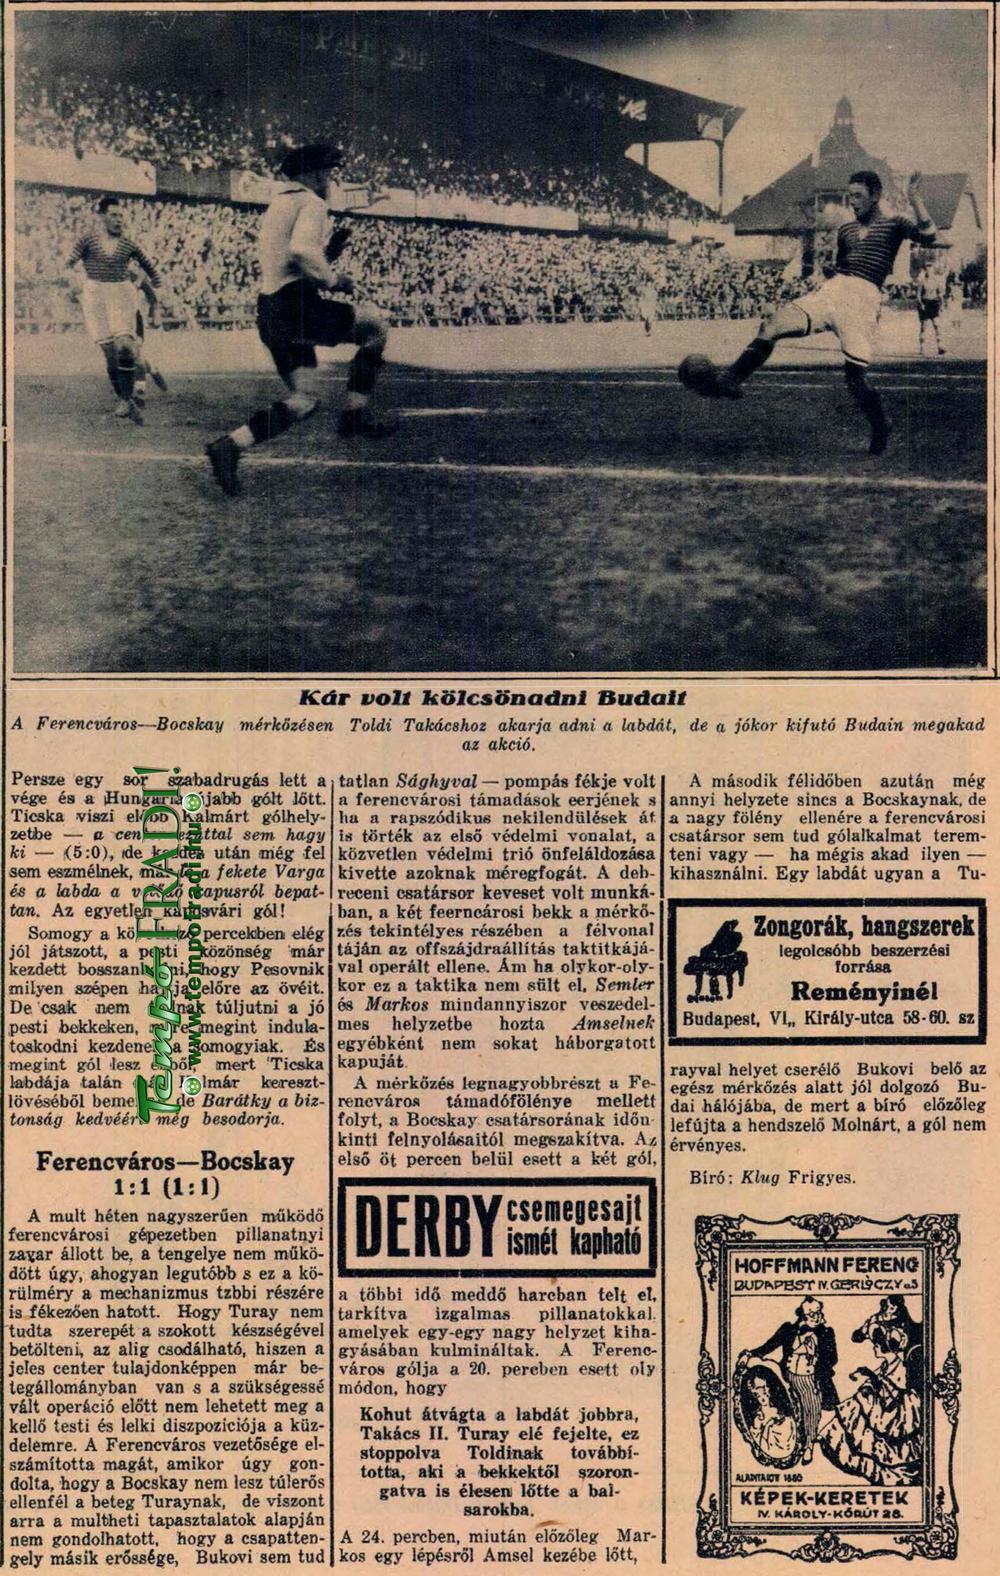 Kár volt kölcsönadni Budait
A Ferencváros—Bocskay mérkőzésen Toldi Takácshoz akarja adni a labdát, de a jókor kifutó Budain megakad
az akció.
Persze egy sor szabadrugás lett a
vége és a Hungária jabb gólt lőtt.
Ticska viszi előbb Kalmárt gólhely-
zetbe — a cen ezattal sem hagy
ki — (5:0), de kezdés után még fel
sem eszmélnek, már a fekete Varga
és a labda a védő kapusról bepat-
tan. Az egyetlen kaposvári gól!
Somogy a kö percekben elég
jól játszott, a pesti közönség már
kezdett bosszankodni, hogy Pesovnik
milyen szépen hajtja előre az övéit.
De csak nem tudnak túljutni a jó
pesti bekkeken, mire megint indula-
toskodni kezdenek a somogyiak. És
megint gól lesz ebből, mert Ticska
labdája talán már kereszt-
lövéséből beme de Barátky a biz-
tonság kedvéért még besodorja.
Ferencváros—Bocskay
1:1 (1:1)
A mult héten nagyszerűen működő
ferencvárosi gépezetben pillanatnyi
zavar állott be, a tengelye nem műkö-
dött úgy, ahogyan legutóbb s ez a kö-
rülméry a mechanizmus tzbbi részére
is fékezően hatott. Hogy Turay nem
tudta szerepét a szokott készségével
betölteni, az alig csodálható, hiszen a
jeles center tulajdonképpen már be-
tegállományban van s a szükségessé
vált operáció előtt nem lehetett meg a
kellő testi és lelki diszpoziciója a küz-
delemre. A Ferencváros vezetősége el-
számította magát, amikor úgy gon-
dolta, hogy a Bocskay nem lesz túlerős
ellenfél a beteg Turaynak, de viszont
arra a multheti tapasztalatok alapján
nem gondolhatott, hogy a csapatten-
gely másik erőssége, Bukovi sem tud
tatlan Sághyval — pompás fékje volt
a ferencvárosi támadások eerjének s
ha a rapszódikus nekilendülések át
is törték az első védelmi vonalat, a
közvetlen védelmi trió önfeláldozása
kivette azoknak méregfogát. A deb-
receni csatársor keveset volt munká-
ban, a két feerncárosi bekk a mérkő-
zés tekintélyes részében a félvonal
táján az offszájdraállítás taktitkájá-
val operált ellene. Ám ha olykor-oly-
kor ez a taktika nem sült el, Semler
és Markos mindannyiszor veszedel-
mes helyzetbe hozta Amselnek
egyébként nem sokat háborgatott
kapuját.
A mérkőzés legnagyobbrészt a Fe-
rencváros támadófölénye mellett
folyt, a Bocskay csatársorának időn-
kinti felnyolásaitól megszakítva. Az
első öt percen belül esett a két gól,
DERBY csemegesajt
ismét kapható
a többi idő meddő harcban telt el,
tarkítva izgalmas pillanatokkal,
amelyek egy-egy nagy helyzet kiha-
gyásában kulmináltak. A Ferenc-
város gólja a 20. percben esett oly
módon, hogy
Kohut átvágta a labdát jobbra,
Takács II. Turay elé fejelte, ez
stoppolva Toldinak továbbí-
totta, aki a bekkektől szoron-
gatva is élesen lőtte a bal-
sarokba.
A 24. percben, miután előzőleg Mar-
kos egy lépésről Amsel kezébe lőtt,
A második félidőben azután még
annyi helyzete sincs a Bocskaynak, de
a nagy fölény ellenére a ferencvárosi
csatársor sem tud gólalkalmat terem-
teni vagy — ha mégis akad ilyen —
kihasználni. Egy labdát ugyan a Tu-
Zongorák, hangszerek
legolcsóbb beszerzési
forrása
Reményinél
Budapest, VI,, Király-utca 58-60. sz
rayval helyet cserélő Bukovi belő az
egész mérkőzés alatt jól dolgozó Bu-
dai hálójába, de mert a bíró előzőleg
lefújta a hendszelő Molnárt, a gól nem
érvényes.
Bíró: Klug Frigyes.
HOFFMANN FERENC
BUDAPEST IV. GERLÓCZY u.3
ALAPITATOTT 1880
KÉPEK-KERETEK
IV. KÁROLY-KÖRÚT 28.
Tempó FRADI!
www.tempofradi.hu